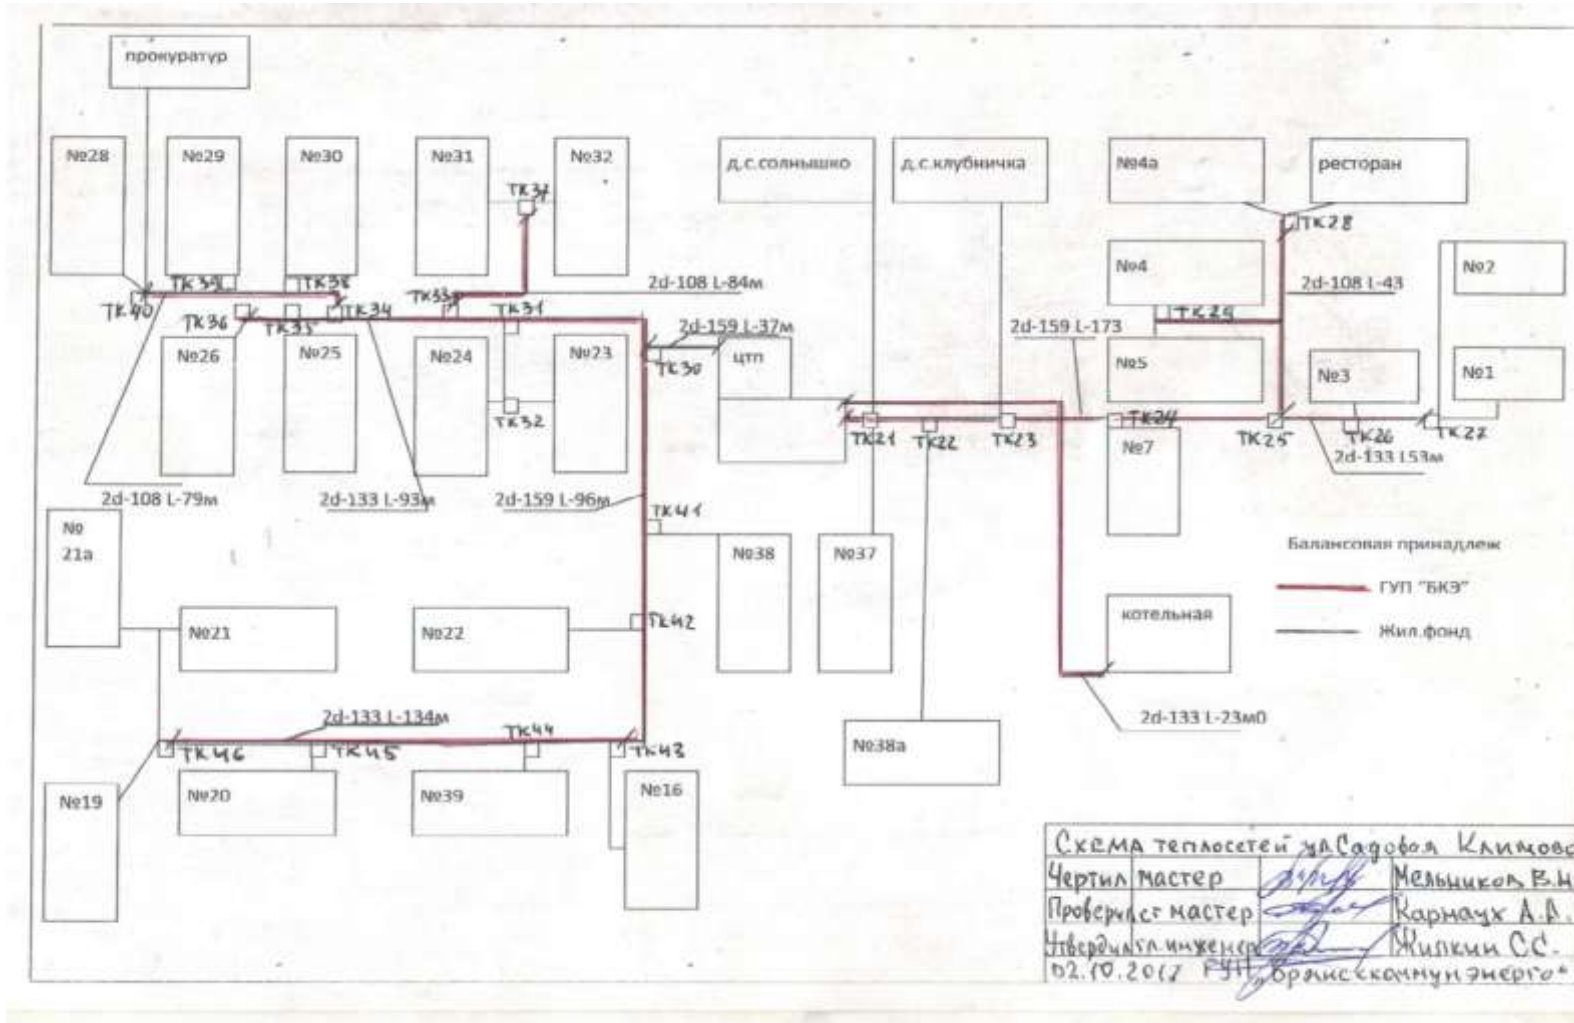 прокуратур
№28
№29
№30
№31
№32
д.с.солнышко
д.с.клубничка
№4а
ресторан
ТК37
ТК28
№4
№2
ТК39
ТК38
2d-108 L-84м
2d-108 L-43
ТК40
ТК36
ТК35
ТК34
ТК33
ТК31
2d-159 L-37м
2d-159 L-173
ТК29
№26
№25
№24
№23
ТК30
цтп
№5
№3
№1
ТК32
ТК21
ТК22
ТК23
ТК24
№7
ТК25
ТК26
ТК27
2d-133 L53м
2d-108 L-79м
2d-133 L-93м
2d-159 L-96м
ТК41
№
21а
№38
№37
Балансовая принадлеж
ГУП "БКЭ"
Жил.фонд
котельная
№21
№22
ТК42
2d-133 L-134м
2d-133 L-23м0
ТК46
ТК45
ТК44
ТК43
№38а
№19
№20
№39
№16
Схема теплосетей ул Садовая Климово
Чертил мастер Мельников В.Н
Проверил ст мастер Карнаух А.А.
Утвердил гл. инженер Жилкин С.С.
02.10.2012 ГУП "Брянсккоммунэнерго"